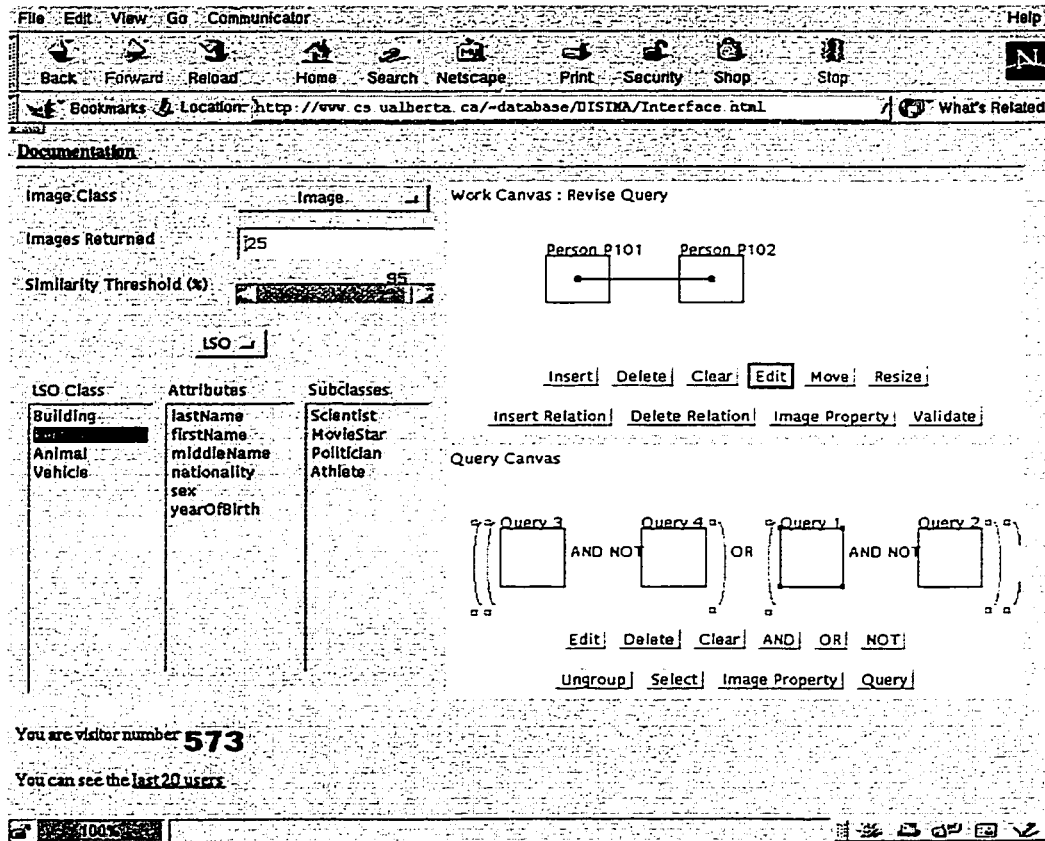 File Edit View Go Communicator Help
Back Forward Reload Home Search Netscape Print Security Shop Stop
N
Bookmarks Location: http://www.cs.ualberta.ca/~database/DISIMA/Interface.html What's Related
Documentation
Image Class Image
Images Returned 25
Similarity Threshold (%) 95
LSO
LSO Class Attributes Subclasses
Building lastName Scientist
firstName MovieStar
Animal middleName Politician
Vehicle nationality Athlete
sex
yearOfBirth
Work Canvas : Revise Query
Person P101 Person P102
Insert Delete Clear Edit Move Resize
Insert Relation Delete Relation Image Property Validate
Query Canvas
Query 3 Query 4 Query 1 Query 2
(( AND NOT ) OR ( AND NOT ))
Edit Delete Clear AND OR NOT
Ungroup Select Image Property Query
You are visitor number 573
You can see the last 20 users
100%